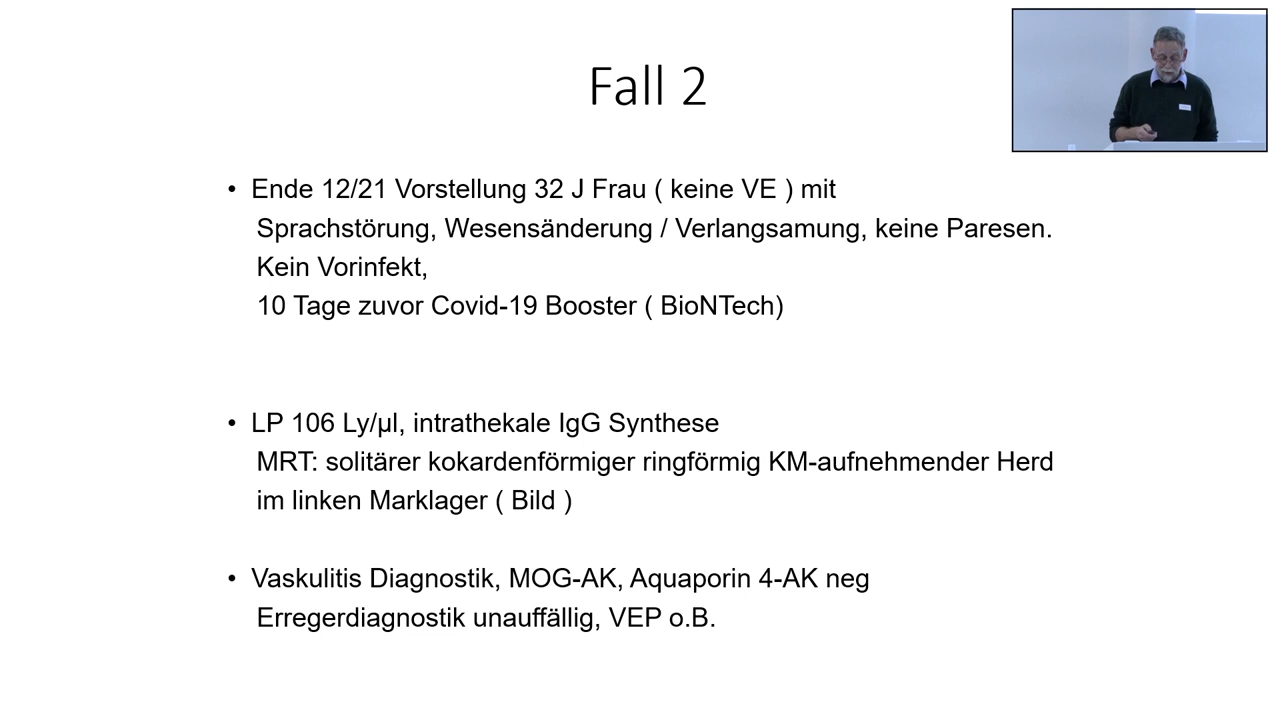 Fall 2
• Ende 12/21 Vorstellung 32 J Frau ( keine VE ) mit
Sprachstörung, Wesensänderung / Verlangsamung, keine Paresen.
Kein Vorinfekt,
10 Tage zuvor Covid-19 Booster ( BioNTech)
• LP 106 Ly/µl, intrathekale IgG Synthese
MRT: solitärer kokardenförmiger ringförmig KM-aufnehmender Herd
im linken Marklager ( Bild )
• Vaskulitis Diagnostik, MOG-AK, Aquaporin 4-AK neg
Erregerdiagnostik unauffällig, VEP o.B.